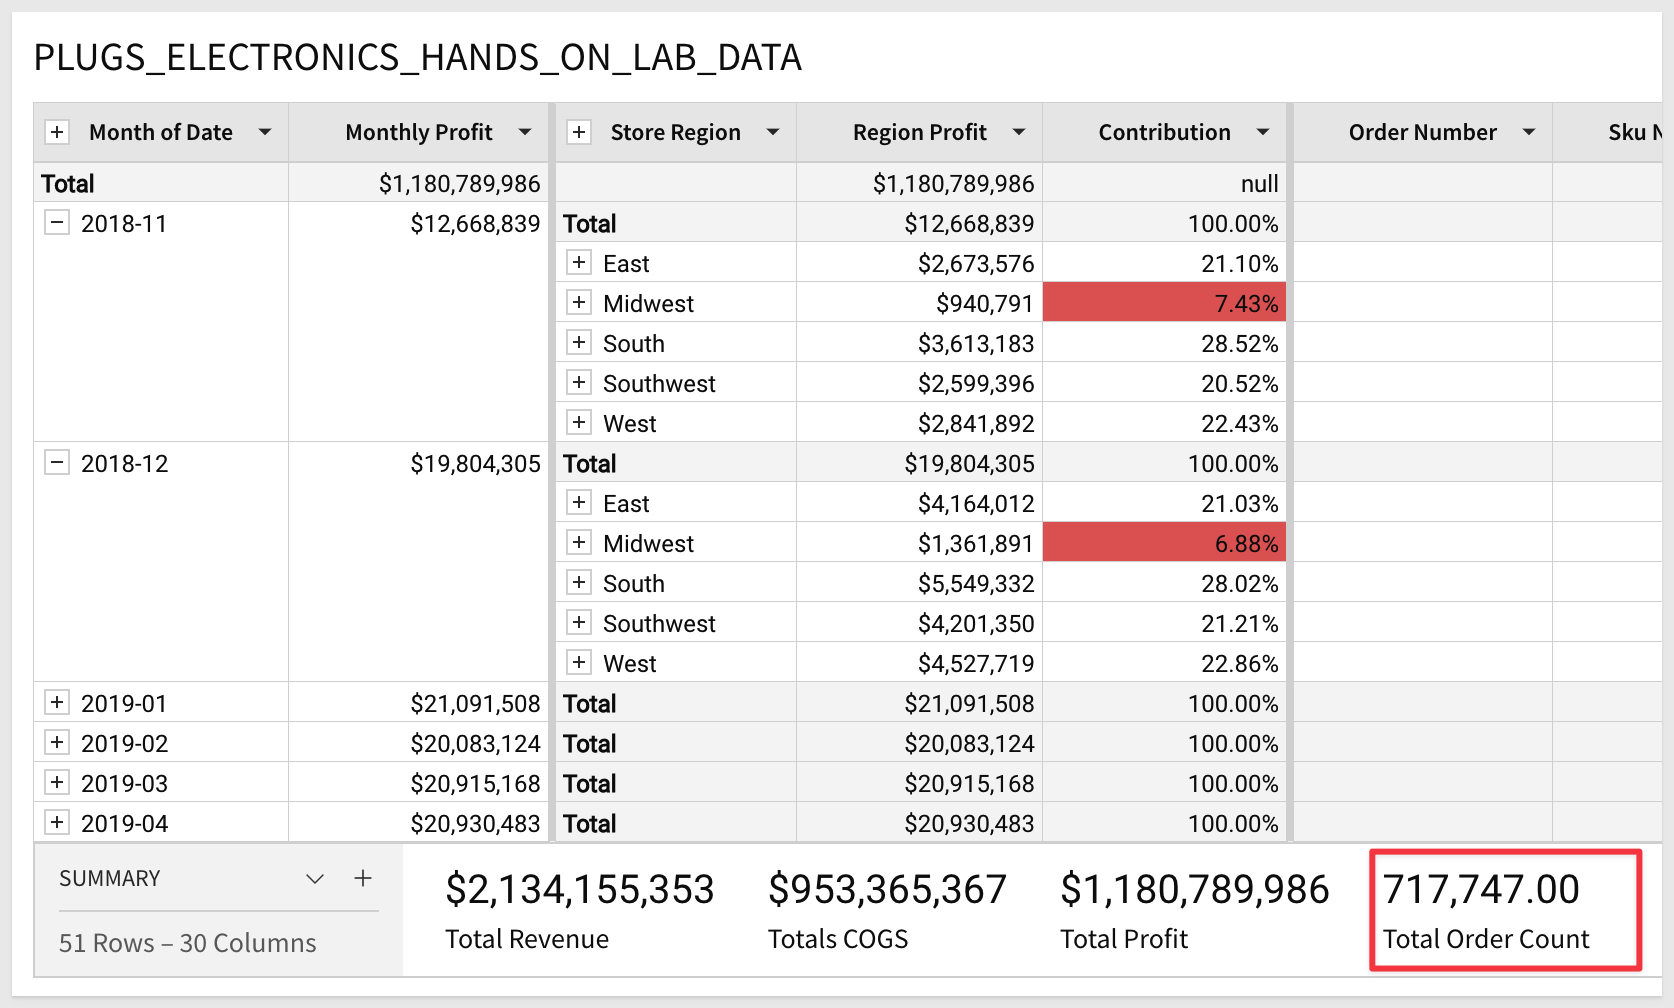 PLUGS_ELECTRONICS_HANDS_ON_LAB_DATA
Month of Date Monthly Profit Store Region Region Profit Contribution Order Number Sku N
Total $1,180,789,986 $1,180,789,986 null
2018-11 $12,668,839 Total $12,668,839 100.00%
East $2,673,576 21.10%
Midwest $940,791 7.43%
South $3,613,183 28.52%
Southwest $2,599,396 20.52%
West $2,841,892 22.43%
2018-12 $19,804,305 Total $19,804,305 100.00%
East $4,164,012 21.03%
Midwest $1,361,891 6.88%
South $5,549,332 28.02%
Southwest $4,201,350 21.21%
West $4,527,719 22.86%
2019-01 $21,091,508 Total $21,091,508 100.00%
2019-02 $20,083,124 Total $20,083,124 100.00%
2019-03 $20,915,168 Total $20,915,168 100.00%
2019-04 $20,930,483 Total $20,930,483 100.00%
SUMMARY
51 Rows – 30 Columns
$2,134,155,353 $953,365,367 $1,180,789,986 717,747.00
Total Revenue Totals COGS Total Profit Total Order Count